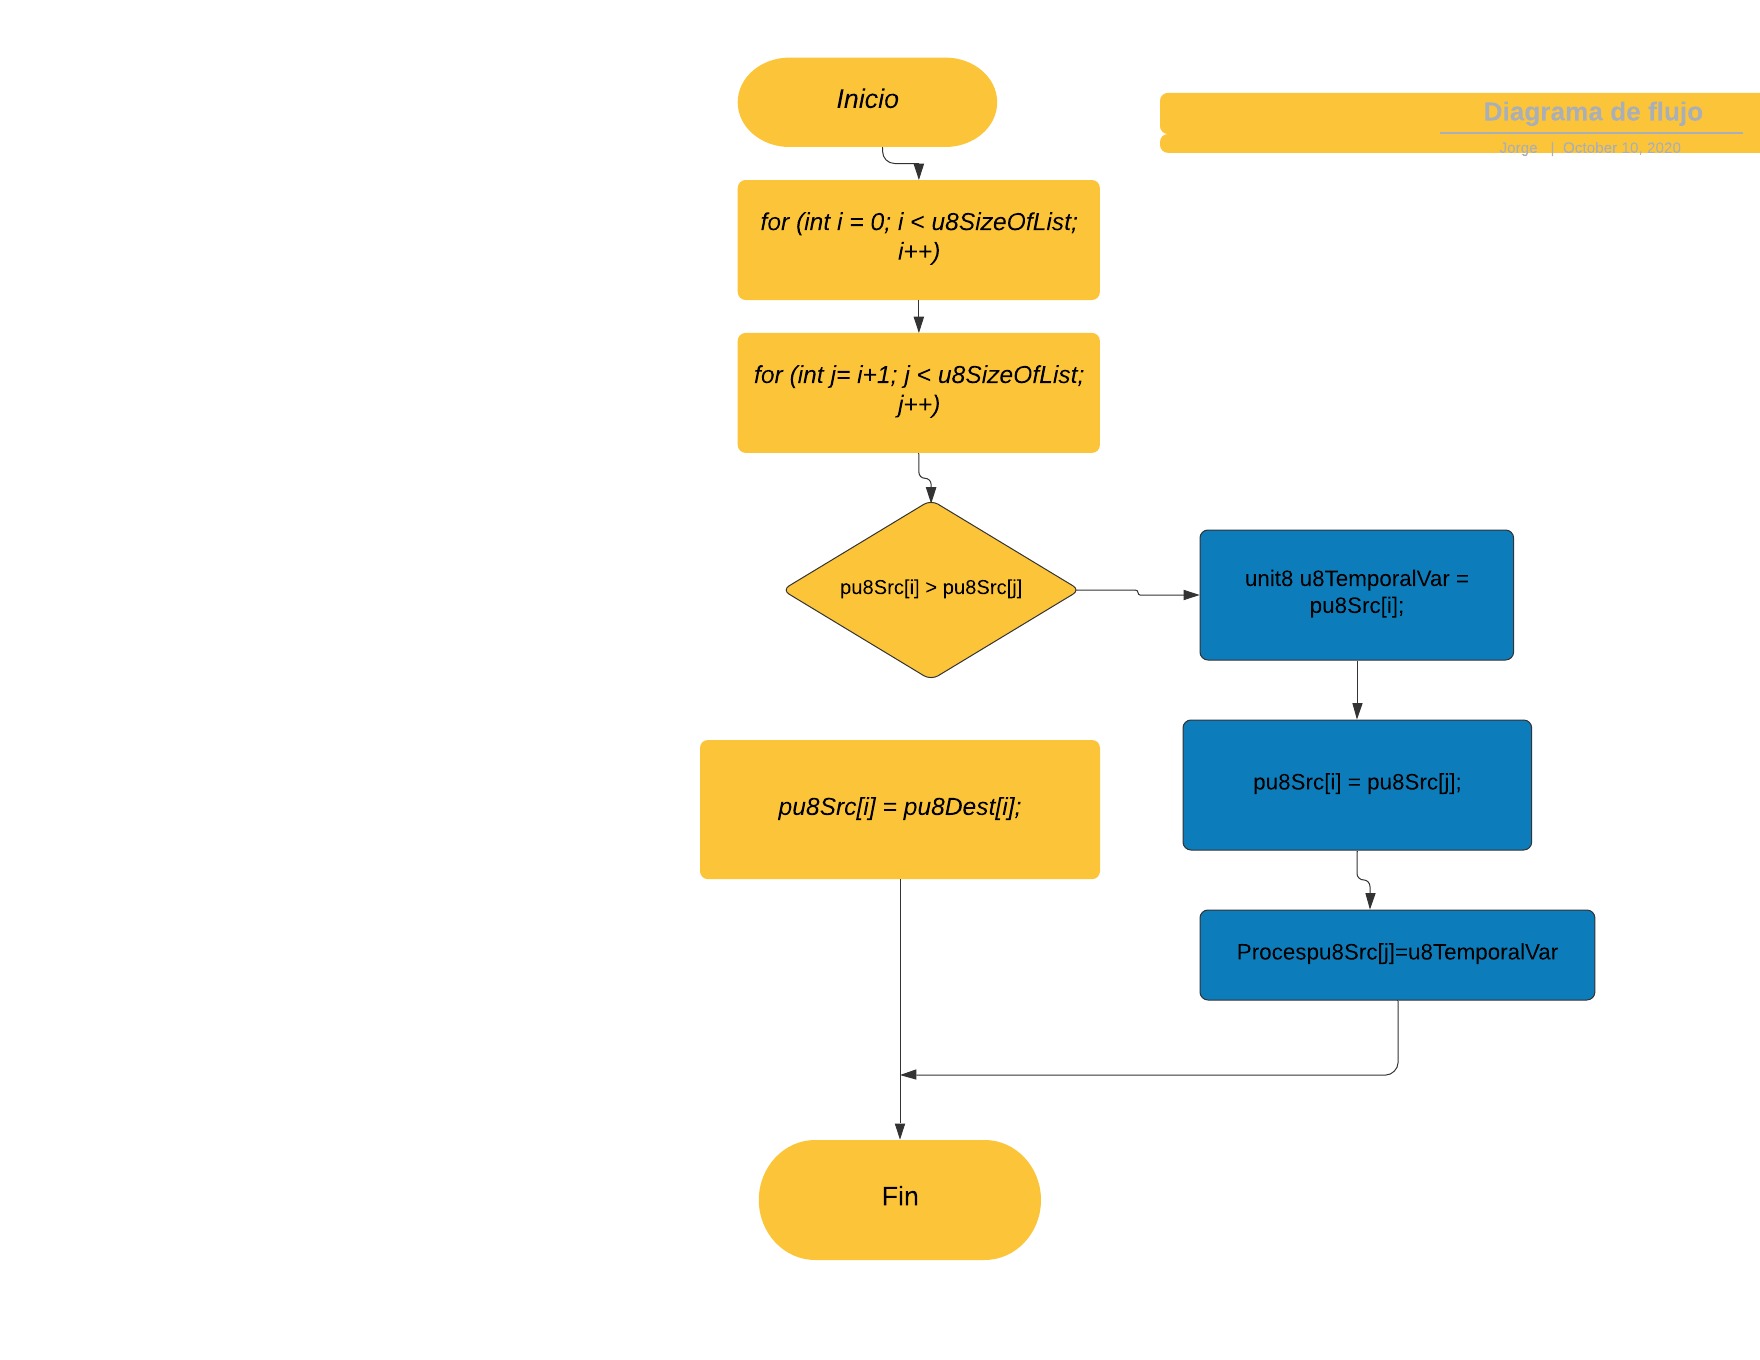 Inicio
Diagrama de flujo
Jorge | October 10, 2020
for (int i = 0; i < u8SizeOfList;
i++)
for (int j= i+1; j < u8SizeOfList;
j++)
pu8Src[i] > pu8Src[j]
unit8 u8TemporalVar =
pu8Src[i];
pu8Src[i] = pu8Src[j];
pu8Src[i] = pu8Dest[i];
Procespu8Src[j]=u8TemporalVar
Fin